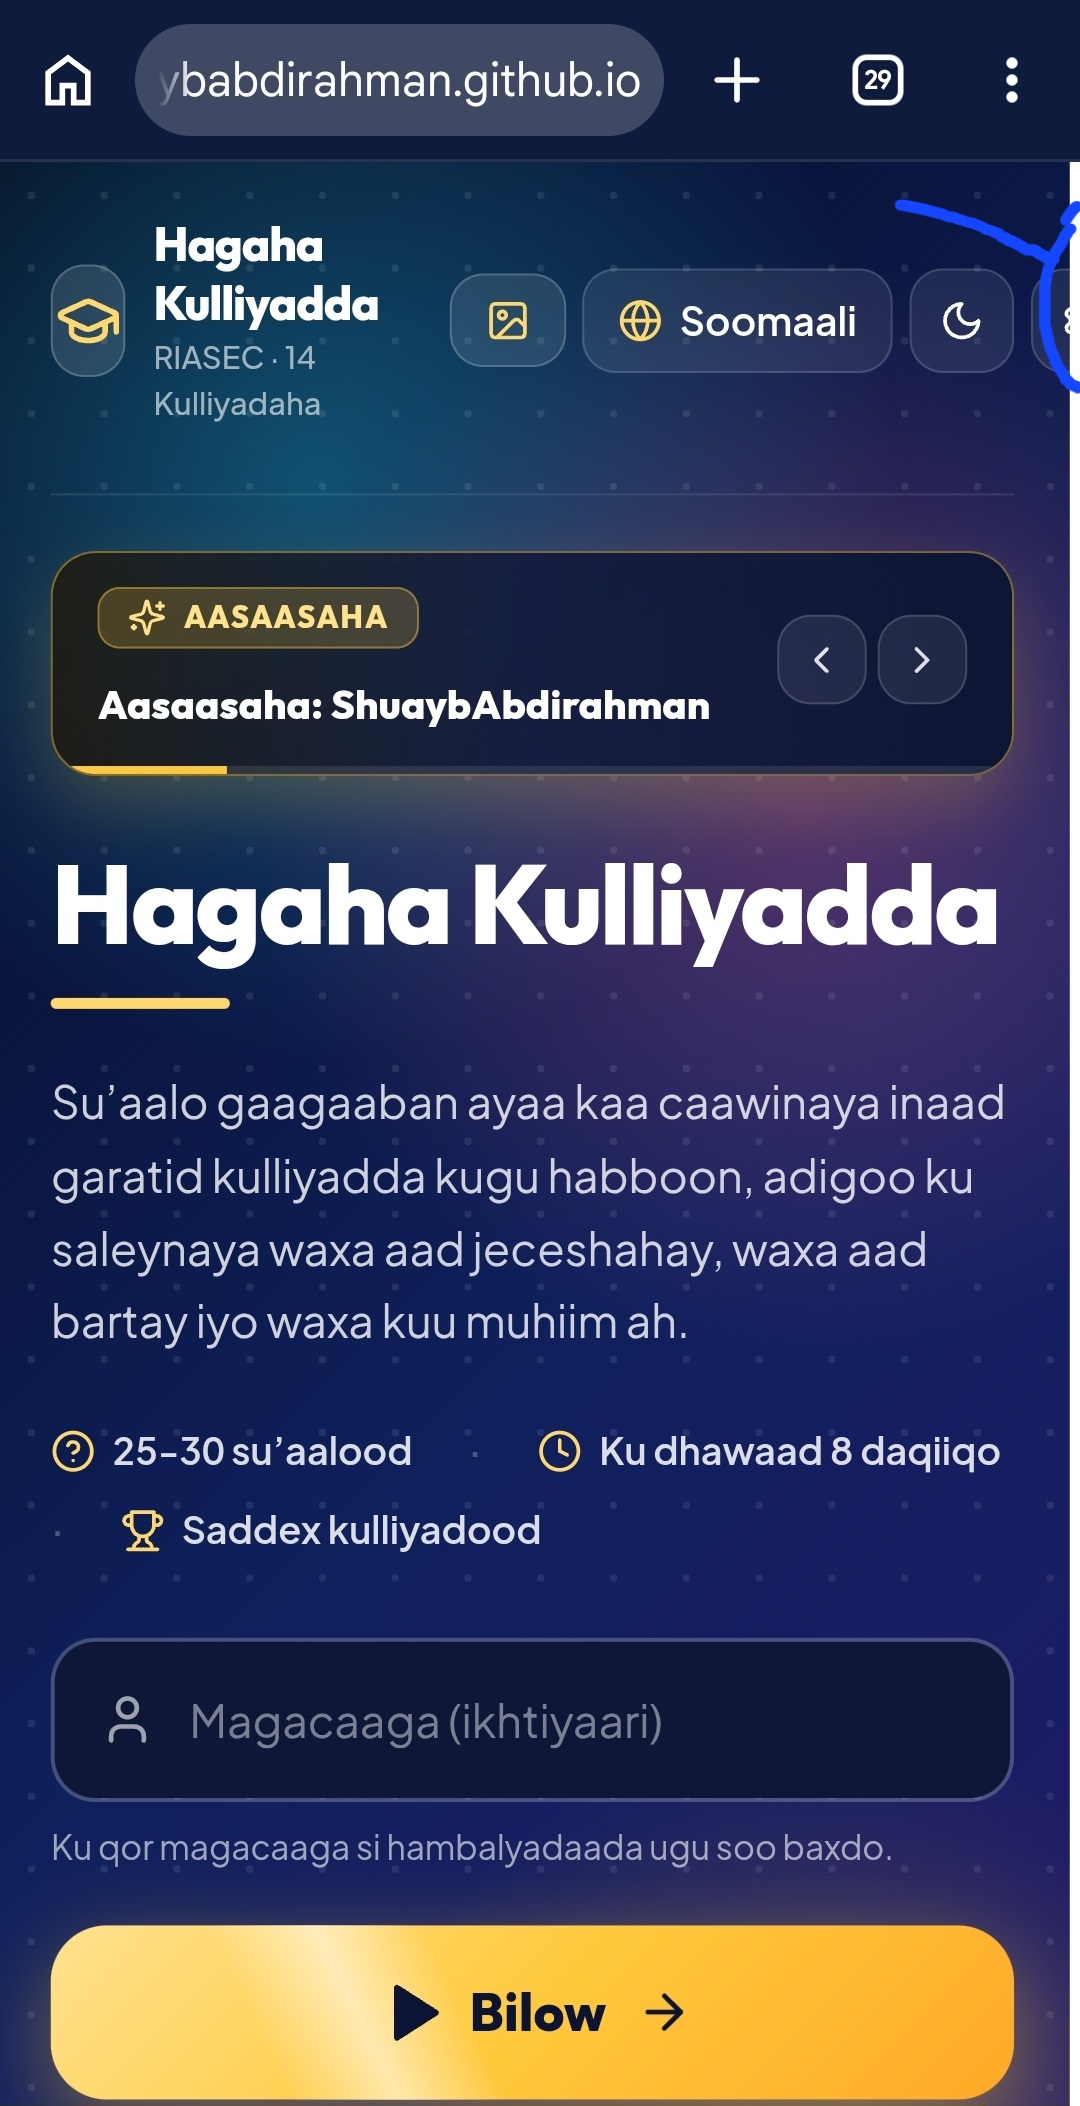 ybabdirahman.github.io
29
Hagaha
Kulliyadda
RIASEC · 14
Kulliyadaha
Soomaali
AASAASAHA
Aasaasaha: ShuaybAbdirahman
Hagaha Kulliyadda
Su’aalo gaagaaban ayaa kaa caawinaya inaad
garatid kulliyadda kugu habboon, adigoo ku
saleynaya waxa aad jeceshahay, waxa aad
bartay iyo waxa kuu muhiim ah.
25-30 su’aalood · Ku dhawaad 8 daqiiqo
· Saddex kulliyadood
Magacaaga (ikhtiyaari)
Ku qor magacaaga si hambalyadaada ugu soo baxdo.
Bilow →